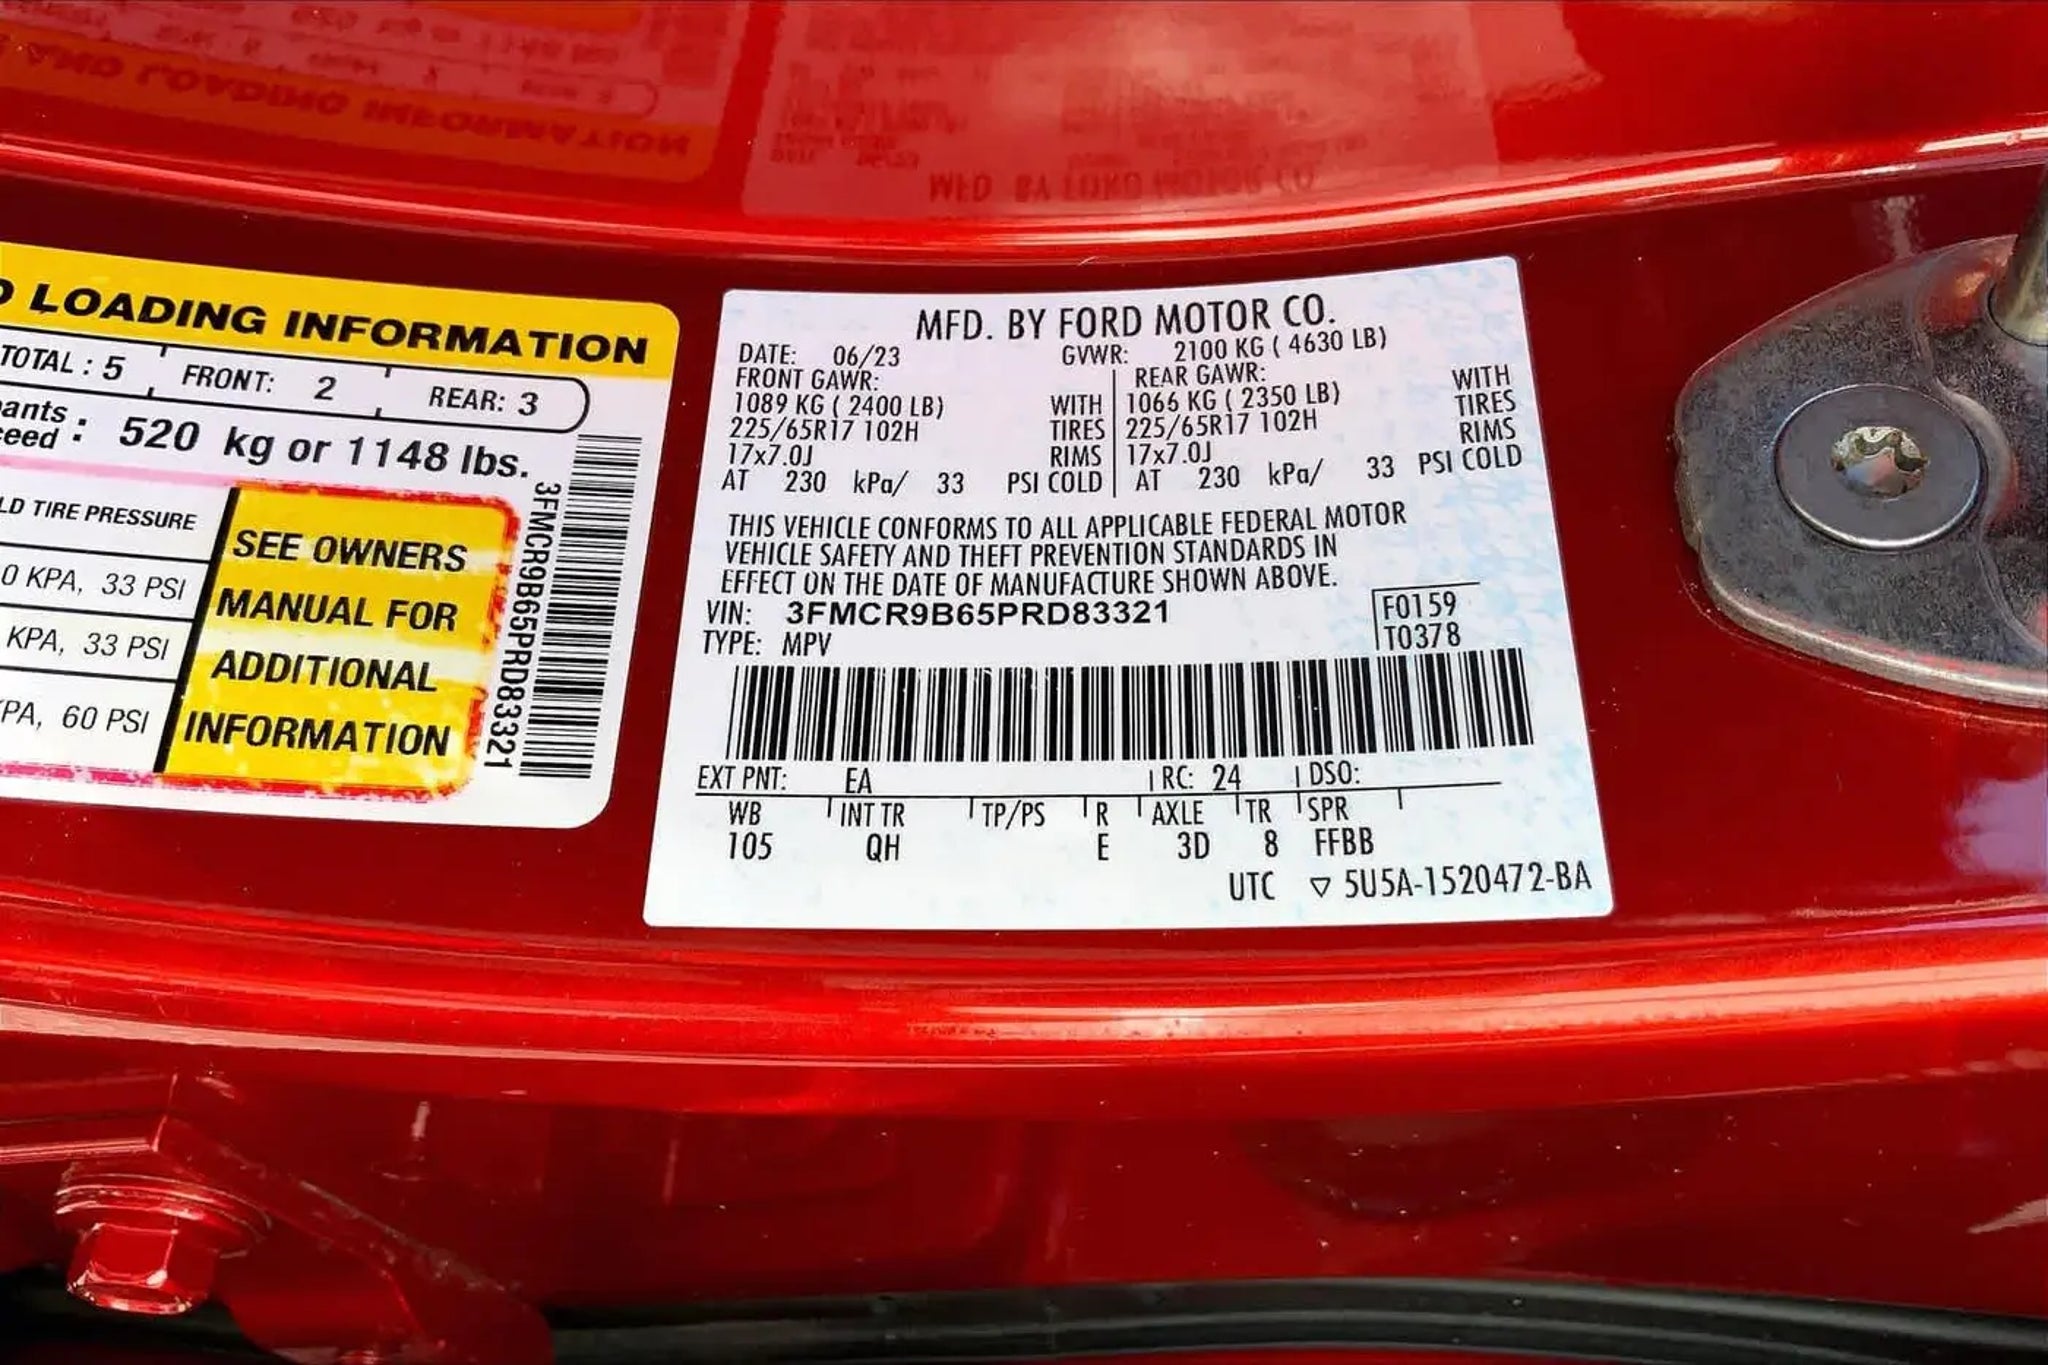 LOADING INFORMATION
TOTAL : 5 FRONT: 2 REAR: 3
520 kg or 1148 lbs.
TIRE PRESSURE
0 KPA, 33 PSI
KPA, 33 PSI
60 PSI
SEE OWNERS
MANUAL FOR
ADDITIONAL
INFORMATION
3FMCR9B65PRD83321
MFD. BY FORD MOTOR CO.
DATE: 06/23 GVWR: 2100 KG ( 4630 LB)
FRONT GAWR: REAR GAWR: WITH
1089 KG ( 2400 LB) WITH 1066 KG ( 2350 LB) TIRES
225/65R17 102H TIRES 225/65R17 102H RIMS
17x7.0J RIMS 17x7.0J
AT 230 kPa/ 33 PSI COLD AT 230 kPa/ 33 PSI COLD
THIS VEHICLE CONFORMS TO ALL APPLICABLE FEDERAL MOTOR
VEHICLE SAFETY AND THEFT PREVENTION STANDARDS IN
EFFECT ON THE DATE OF MANUFACTURE SHOWN ABOVE.
VIN: 3FMCR9B65PRD83321 F0159
TYPE: MPV T0378
EXT PNT: EA RC: 24 DSO:
WB INT TR TP/PS R AXLE TR SPR
105 QH E 3D 8 FFBB
UTC ▽ 5U5A-1520472-BA